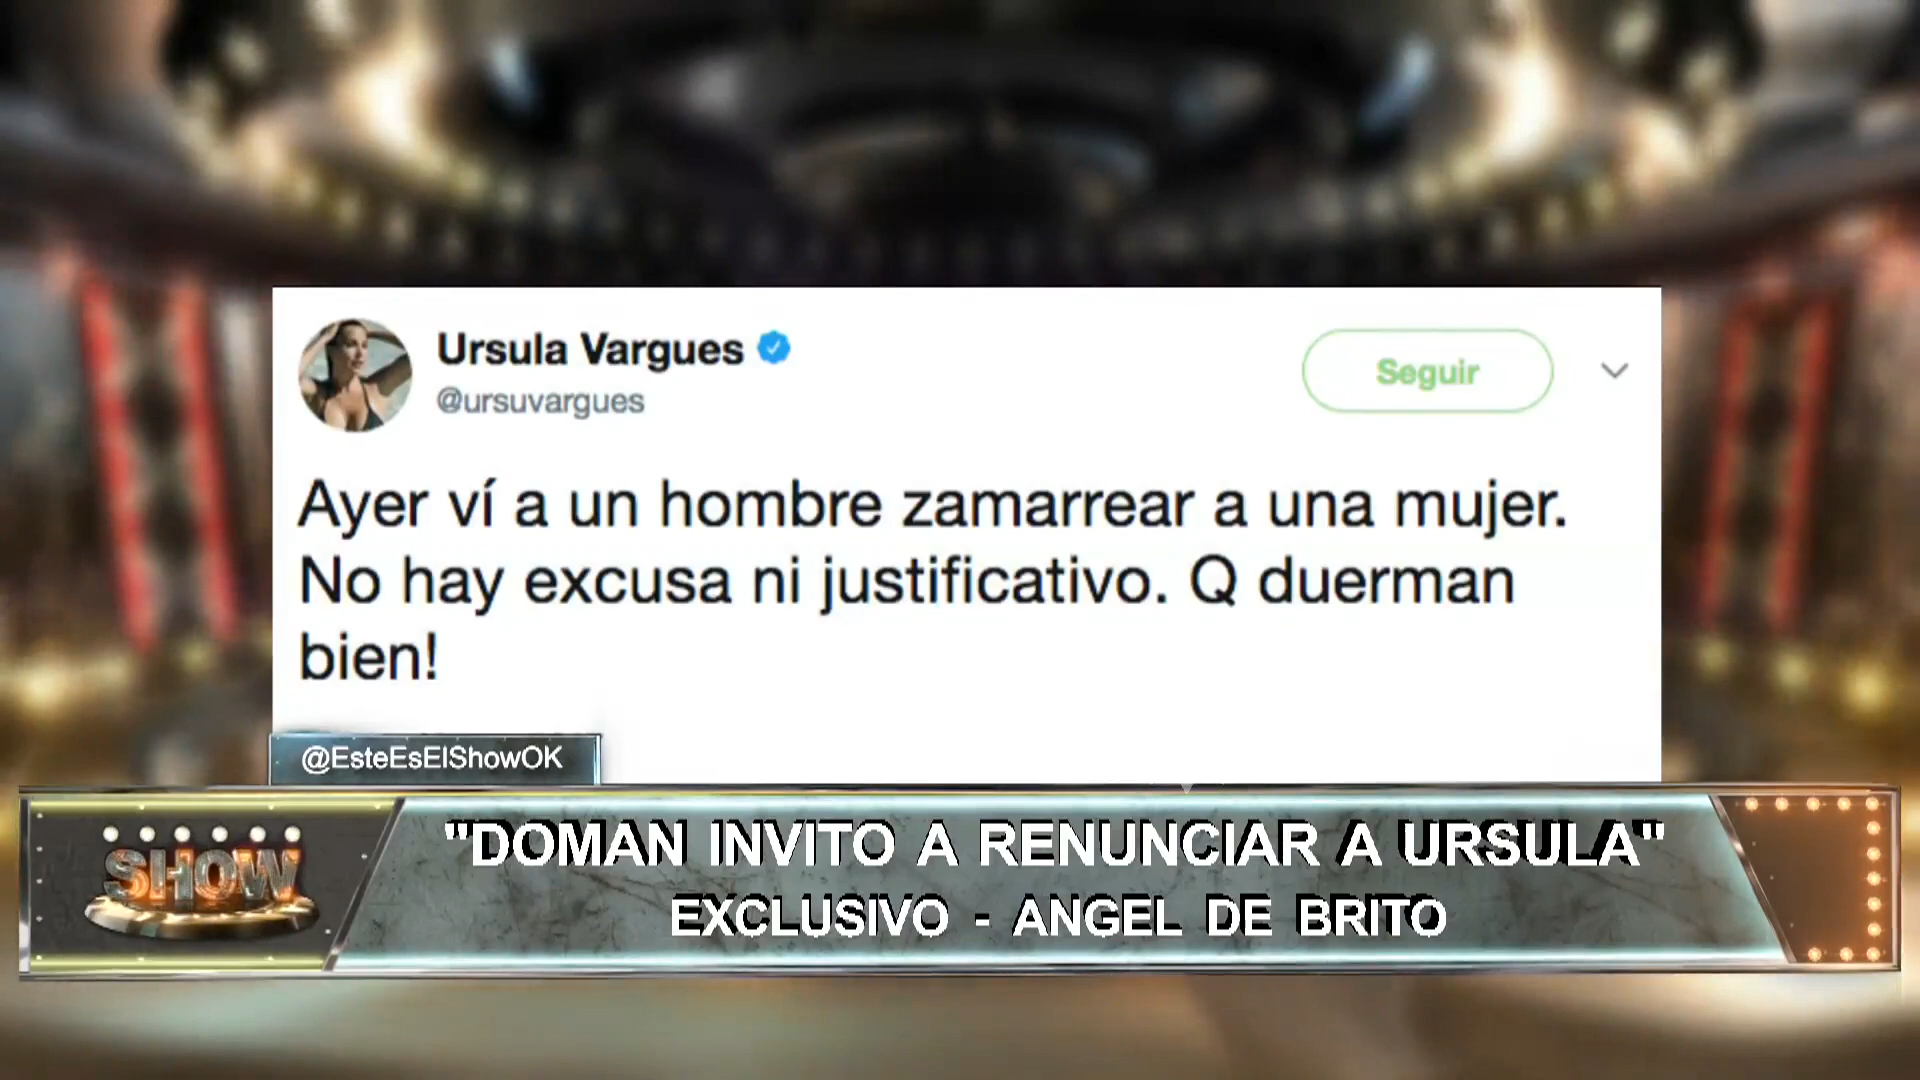 Ursula Vargues
@ursuvargues
Seguir
Ayer ví a un hombre zamarrear a una mujer.
No hay excusa ni justificativo. Q duerman
bien!
@EsteEsElShowOK
SHOW
"DOMAN INVITO A RENUNCIAR A URSULA"
EXCLUSIVO - ANGEL DE BRITO